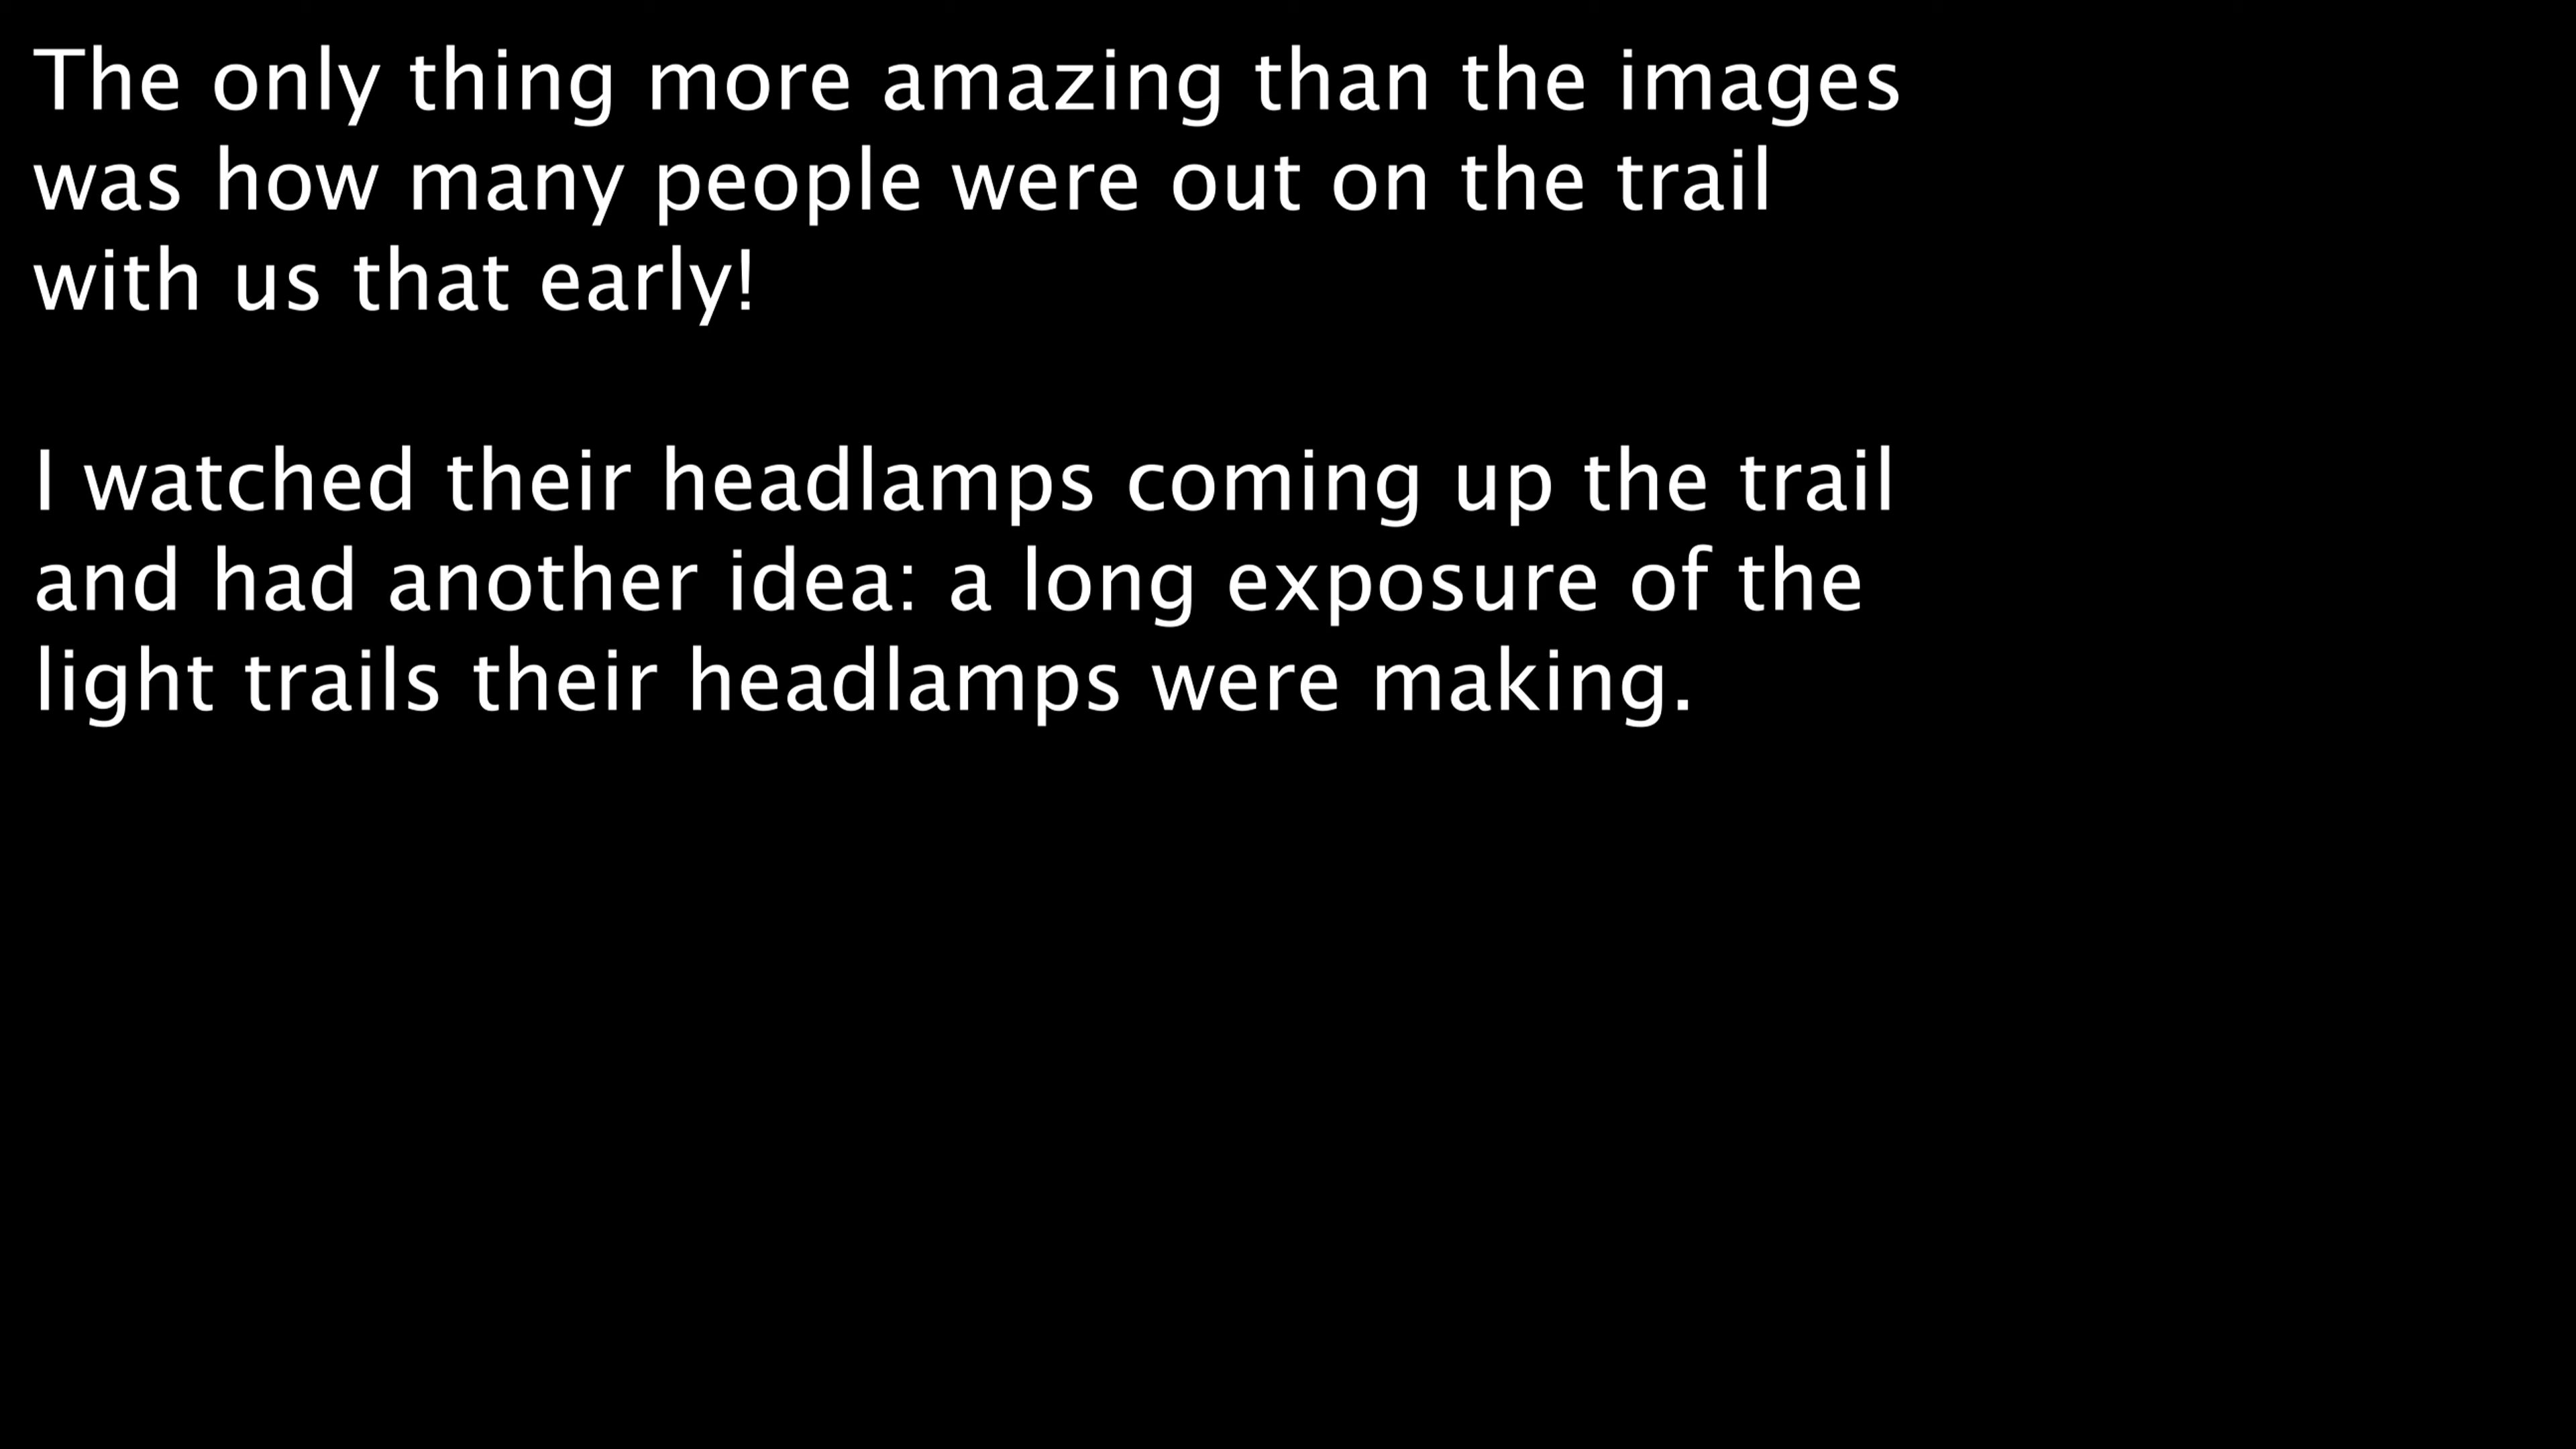 The only thing more amazing than the images
was how many people were out on the trail
with us that early!
I watched their headlamps coming up the trail
and had another idea: a long exposure of the
light trails their headlamps were making.